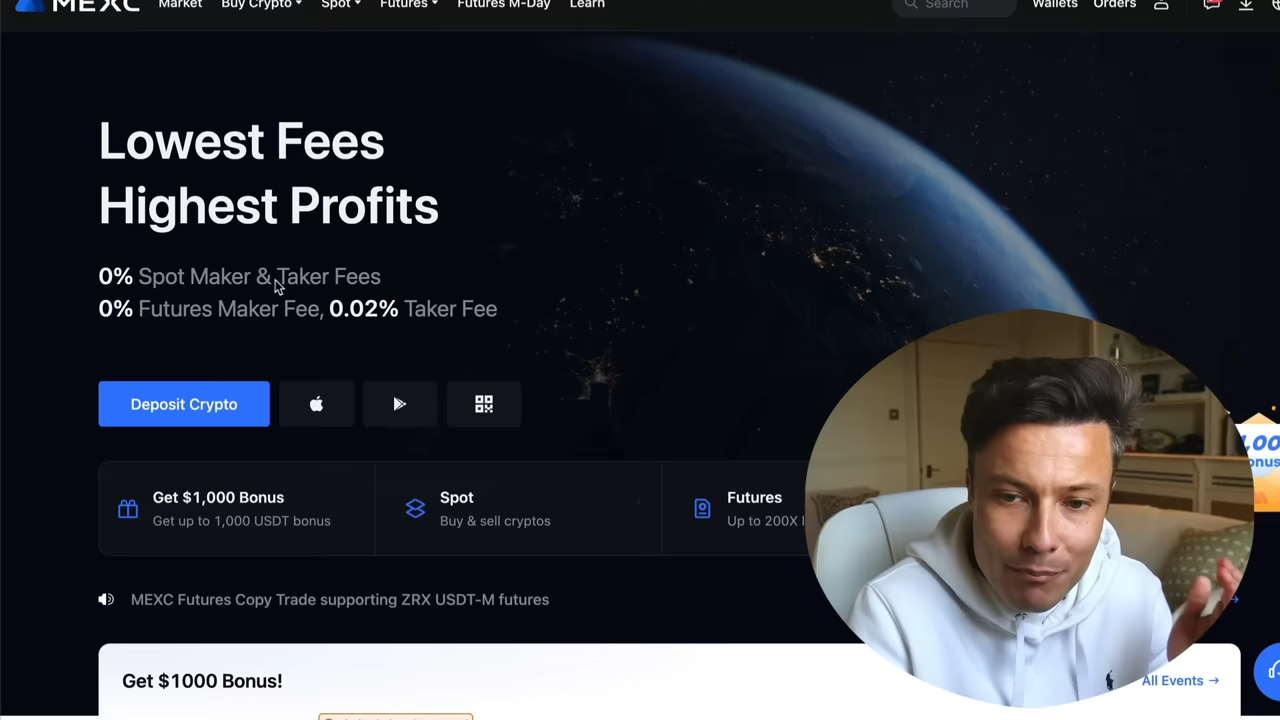 MEXC Market Buy Crypto Spot Futures Futures M-Day Learn Search Wallets Orders
Lowest Fees
Highest Profits
0% Spot Maker & Taker Fees
0% Futures Maker Fee, 0.02% Taker Fee
Deposit Crypto
Get $1,000 Bonus
Get up to 1,000 USDT bonus
Spot
Buy & sell cryptos
Futures
Up to 200X
MEXC Futures Copy Trade supporting ZRX USDT-M futures
Get $1000 Bonus!
All Events →